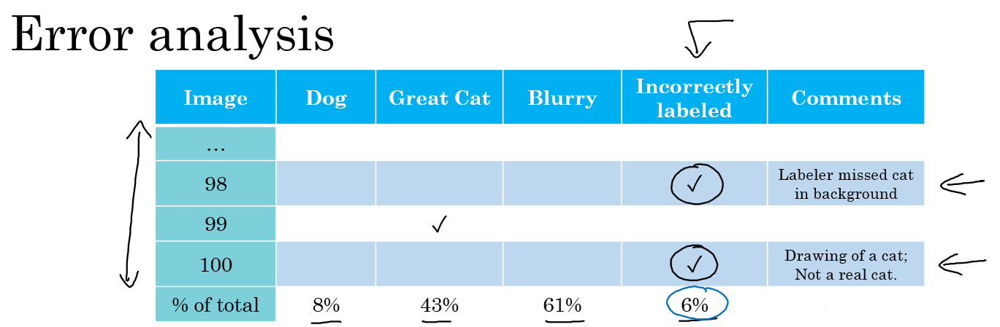 Error analysis
Image Dog Great Cat Blurry Incorrectly labeled Comments
...
98 ✓ Labeler missed cat in background
99 ✓
100 ✓ Drawing of a cat; Not a real cat.
% of total 8% 43% 61% 6%